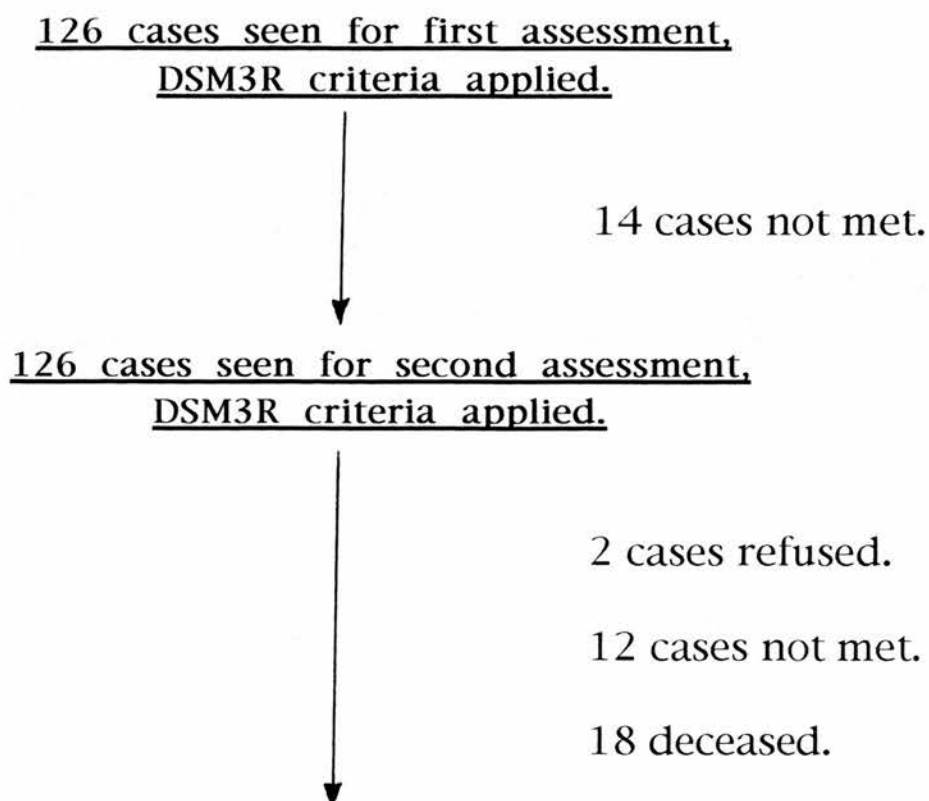 126 cases seen for first assessment,
DSM3R criteria applied.
14 cases not met.
126 cases seen for second assessment,
DSM3R criteria applied.
2 cases refused.
12 cases not met.
18 deceased.